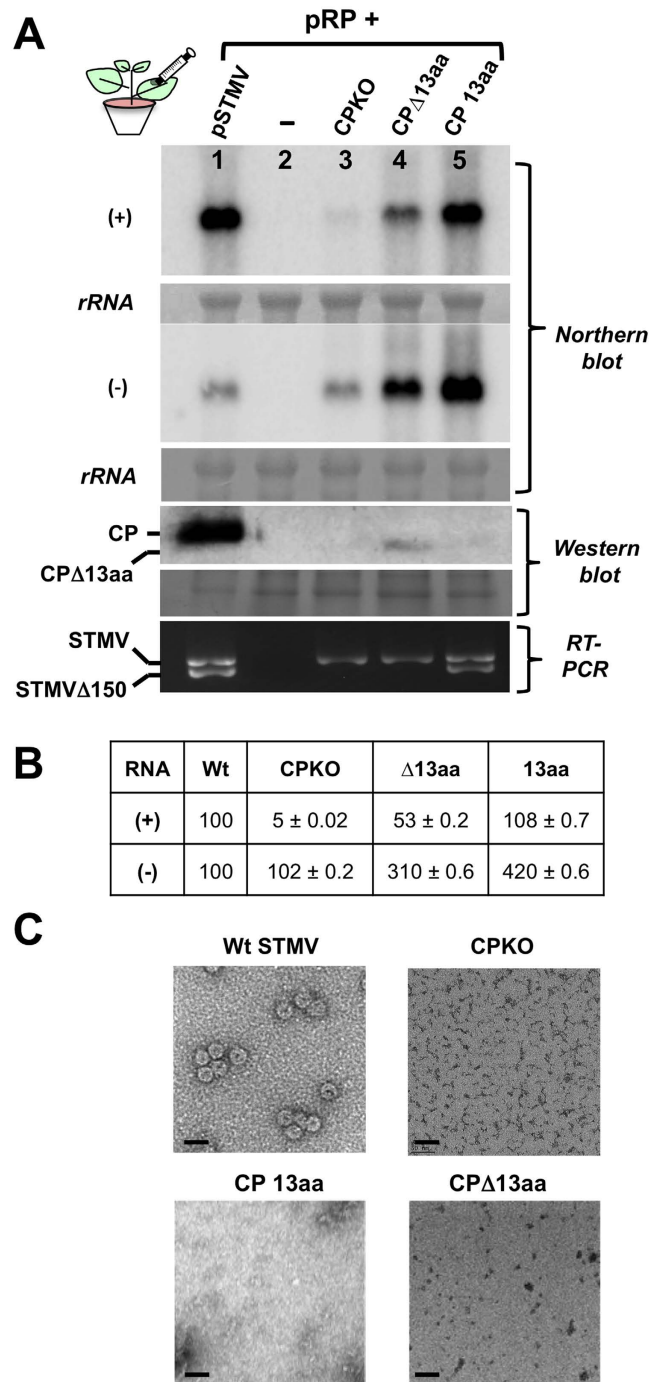 A
pRP +
pSTMV
–
CPKO
CPΔ13aa
CP 13aa
1 2 3 4 5
(+)
rRNA
Northern
blot
(-)
rRNA
CP
CPΔ13aa
Western
blot
STMV
STMVΔ150
RT-
PCR
B
RNA Wt CPKO Δ13aa 13aa
(+) 100 5 ± 0.02 53 ± 0.2 108 ± 0.7
(-) 100 102 ± 0.2 310 ± 0.6 420 ± 0.6
C
Wt STMV CPKO
CP 13aa CPΔ13aa